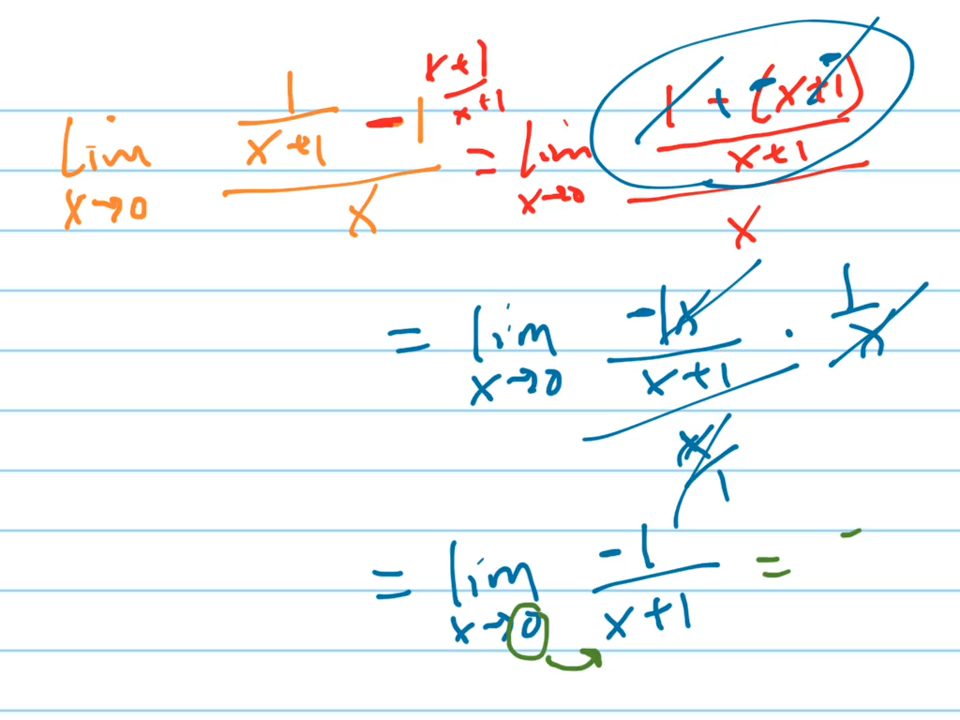 lim x→0 (1/(x+1) - 1 (x+1)/(x+1))/x = lim x→0 ((1 + -(x+-1))/(x+1))/x
= lim x→0 (-1x/(x+1))/(x/1) · 1/x
= lim x→0 -1/(x+1) = -